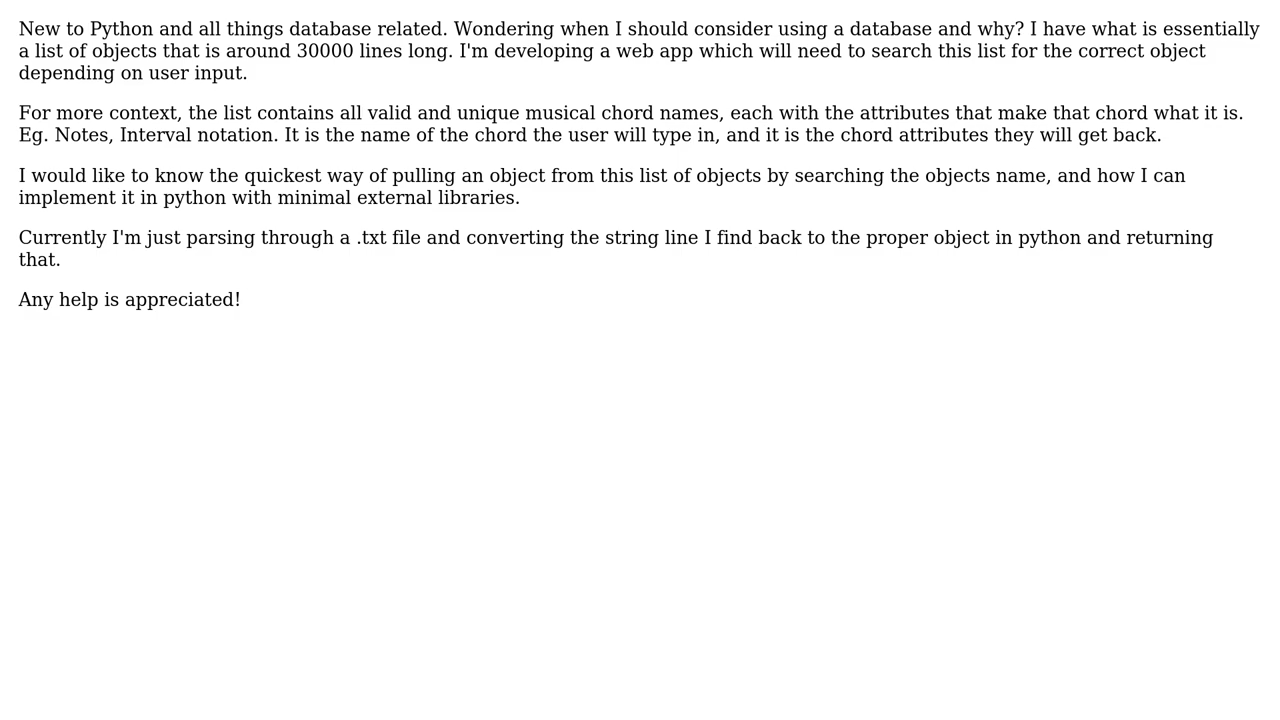 New to Python and all things database related. Wondering when I should consider using a database and why? I have what is essentially
a list of objects that is around 30000 lines long. I'm developing a web app which will need to search this list for the correct object
depending on user input.
For more context, the list contains all valid and unique musical chord names, each with the attributes that make that chord what it is.
Eg. Notes, Interval notation. It is the name of the chord the user will type in, and it is the chord attributes they will get back.
I would like to know the quickest way of pulling an object from this list of objects by searching the objects name, and how I can
implement it in python with minimal external libraries.
Currently I'm just parsing through a .txt file and converting the string line I find back to the proper object in python and returning
that.
Any help is appreciated!